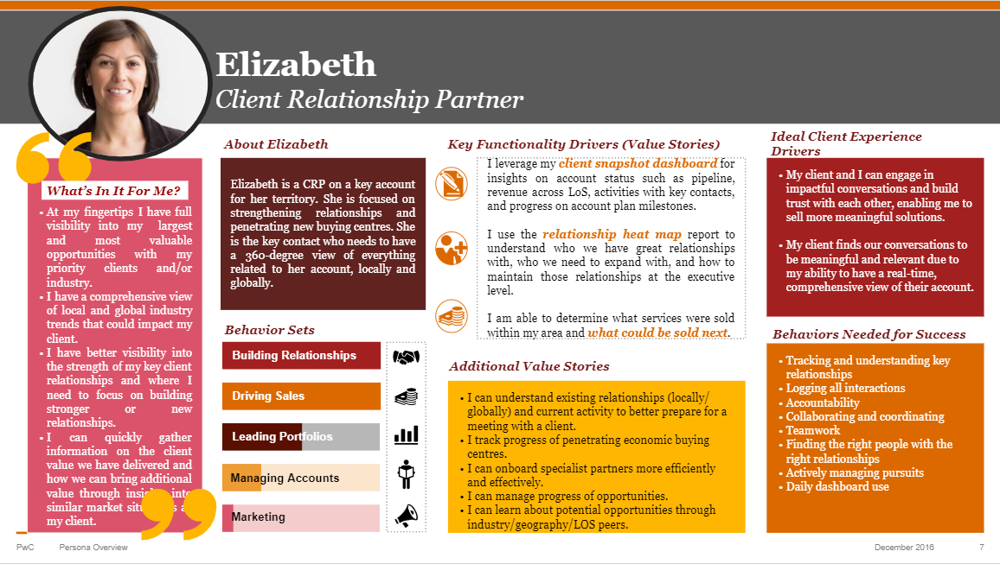 Elizabeth
Client Relationship Partner
What's In It For Me?
• At my fingertips I have full
visibility into my largest
and most valuable
opportunities with my
priority clients and/or
industry.
• I have a comprehensive view
of local and global industry
trends that could impact my
client.
• I have better visibility into
the strength of my key client
relationships and where I
need to focus on building
stronger or new
relationships.
• I can quickly gather
information on the client
value we have delivered and
how we can bring additional
value through into
similar market
my client.
About Elizabeth
Elizabeth is a CRP on a key account
for her territory. She is focused on
strengthening relationships and
penetrating new buying centres. She
is the key contact who needs to have
a 360-degree view of everything
related to her account, locally and
globally.
Behavior Sets
Building Relationships
Driving Sales
Leading Portfolios
Managing Accounts
Marketing
Key Functionality Drivers (Value Stories)
I leverage my client snapshot dashboard for
insights on account status such as pipeline,
revenue across LoS, activities with key contacts,
and progress on account plan milestones.
I use the relationship heat map report to
understand who we have great relationships
with, who we need to expand with, and how to
maintain those relationships at the executive
level.
I am able to determine what services were sold
within my area and what could be sold next.
Additional Value Stories
• I can understand existing relationships (locally/
globally) and current activity to better prepare for a
meeting with a client.
• I track progress of penetrating economic buying
centres.
• I can onboard specialist partners more efficiently
and effectively.
• I can manage progress of opportunities.
• I can learn about potential opportunities through
industry/geography/LOS peers.
Ideal Client Experience
Drivers
• My client and I can engage in
impactful conversations and build
trust with each other, enabling me to
sell more meaningful solutions.
• My client finds our conversations to
be meaningful and relevant due to
my ability to have a real-time,
comprehensive view of their account.
Behaviors Needed for Success
• Tracking and understanding key
relationships
• Logging all interactions
• Accountability
• Collaborating and coordinating
• Teamwork
• Finding the right people with the
right relationships
• Actively managing pursuits
• Daily dashboard use
PwC
Persona Overview
December 2016
7